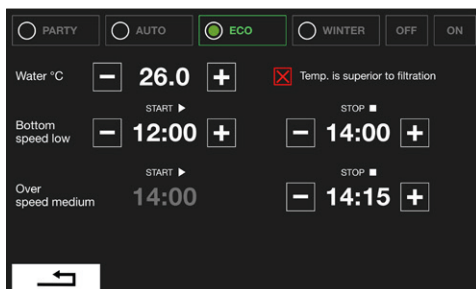 PARTY AUTO ECO WINTER OFF ON
Water °C − 26.0 + Temp. is superior to filtration
START ▶ STOP ■
Bottom
speed low − 12:00 + − 14:00 +
START ▶ STOP ■
Over
speed medium 14:00 − 14:15 +